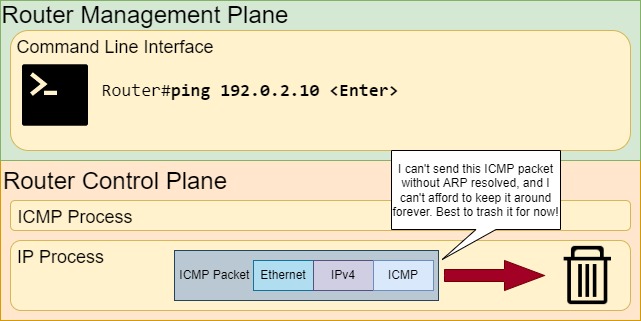 Router Management Plane
Command Line Interface
Router#ping 192.0.2.10 <Enter>
Router Control Plane
I can't send this ICMP packet
without ARP resolved, and I
can't afford to keep it around
forever. Best to trash it for now!
ICMP Process
IP Process
ICMP Packet Ethernet IPv4 ICMP